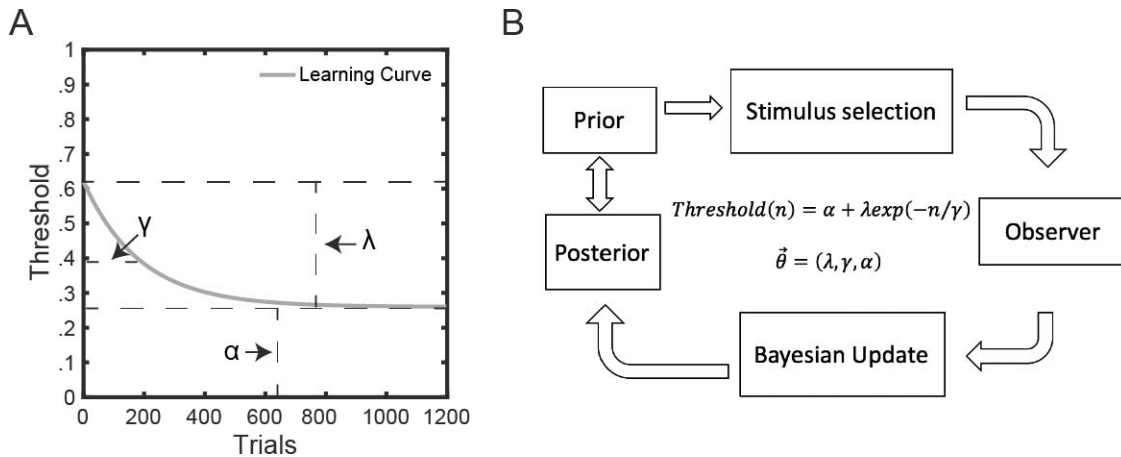 A
1
.9
.8
.7
.6
.5
.4
.3
.2
.1
0
Threshold
Learning Curve
γ
λ
α
0 200 400 600 800 1000 1200
Trials
B
Prior
Stimulus selection
Threshold(n) = α + λexp(−n/γ)
θ⃗ = (λ, γ, α)
Posterior
Observer
Bayesian Update